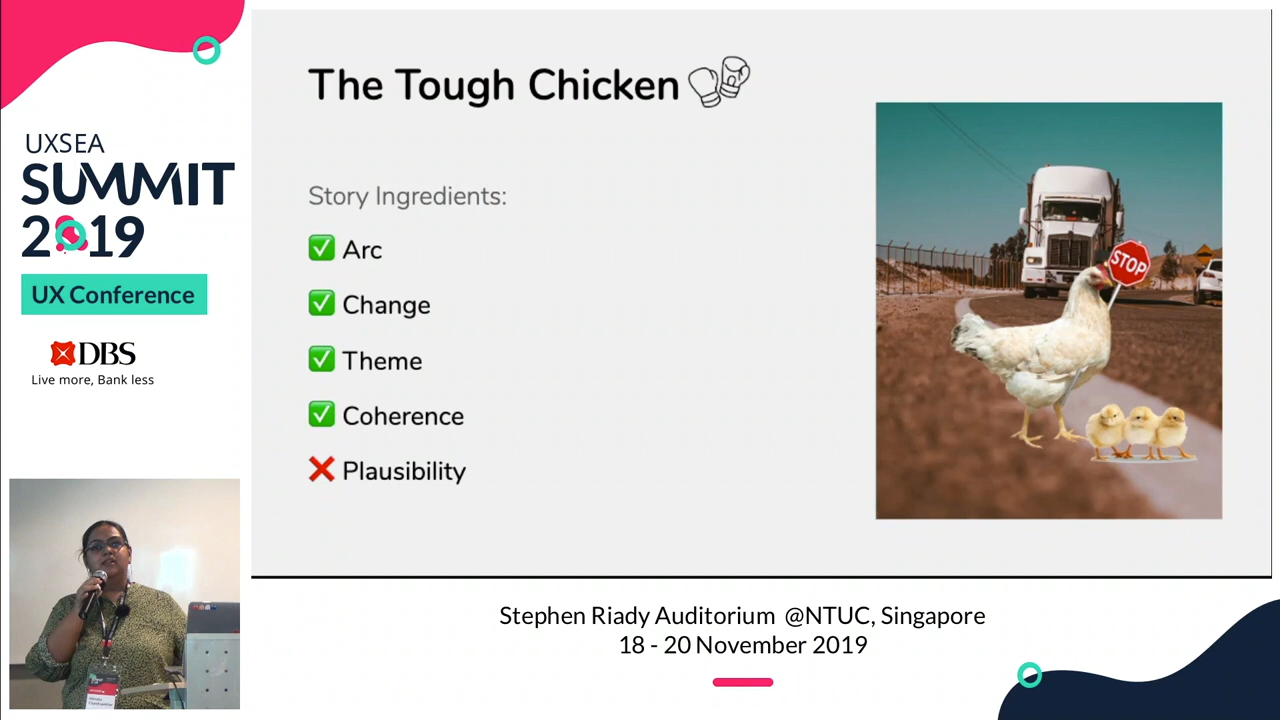 UXSEA
SUMMIT
2019
UX Conference
DBS
Live more, Bank less
The Tough Chicken
Story Ingredients:
Arc
Change
Theme
Coherence
Plausibility
STOP
Stephen Riady Auditorium @NTUC, Singapore
18 - 20 November 2019